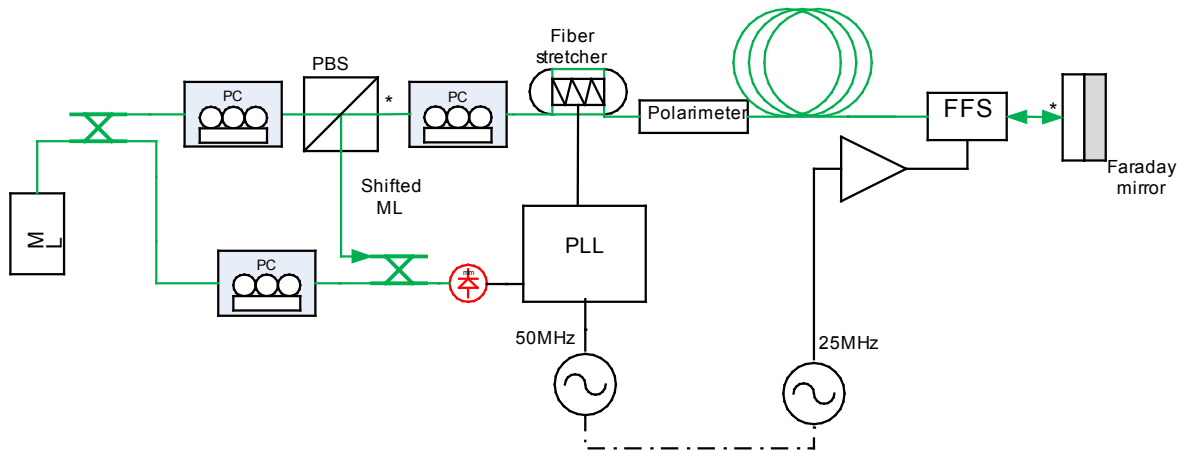 Fiber
stretcher
PBS
PC
*
PC
Polarimeter
FFS
*
Faraday
mirror
ML
Shifted
ML
PC
PLL
50MHz
25MHz